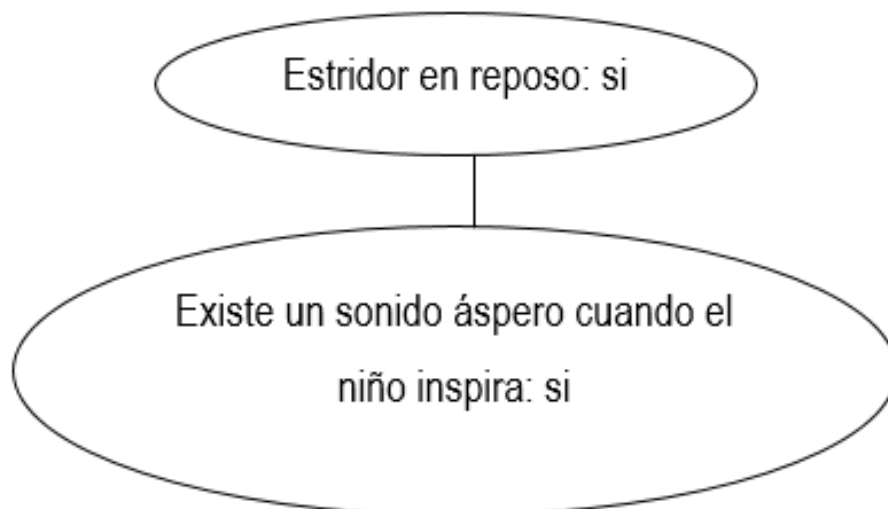 Estridor en reposo: si
Existe un sonido áspero cuando el
niño inspira: si